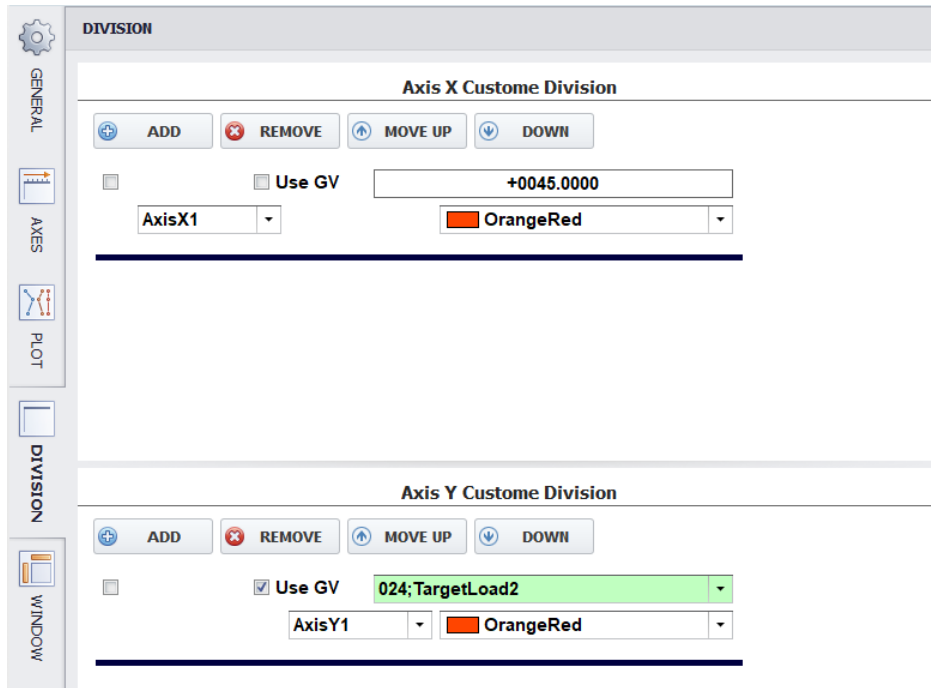 DIVISION
GENERAL
AXES
PLOT
DIVISION
WINDOW
Axis X Custome Division
ADD REMOVE MOVE UP DOWN
Use GV +0045.0000
AxisX1 OrangeRed
Axis Y Custome Division
ADD REMOVE MOVE UP DOWN
Use GV 024;TargetLoad2
AxisY1 OrangeRed